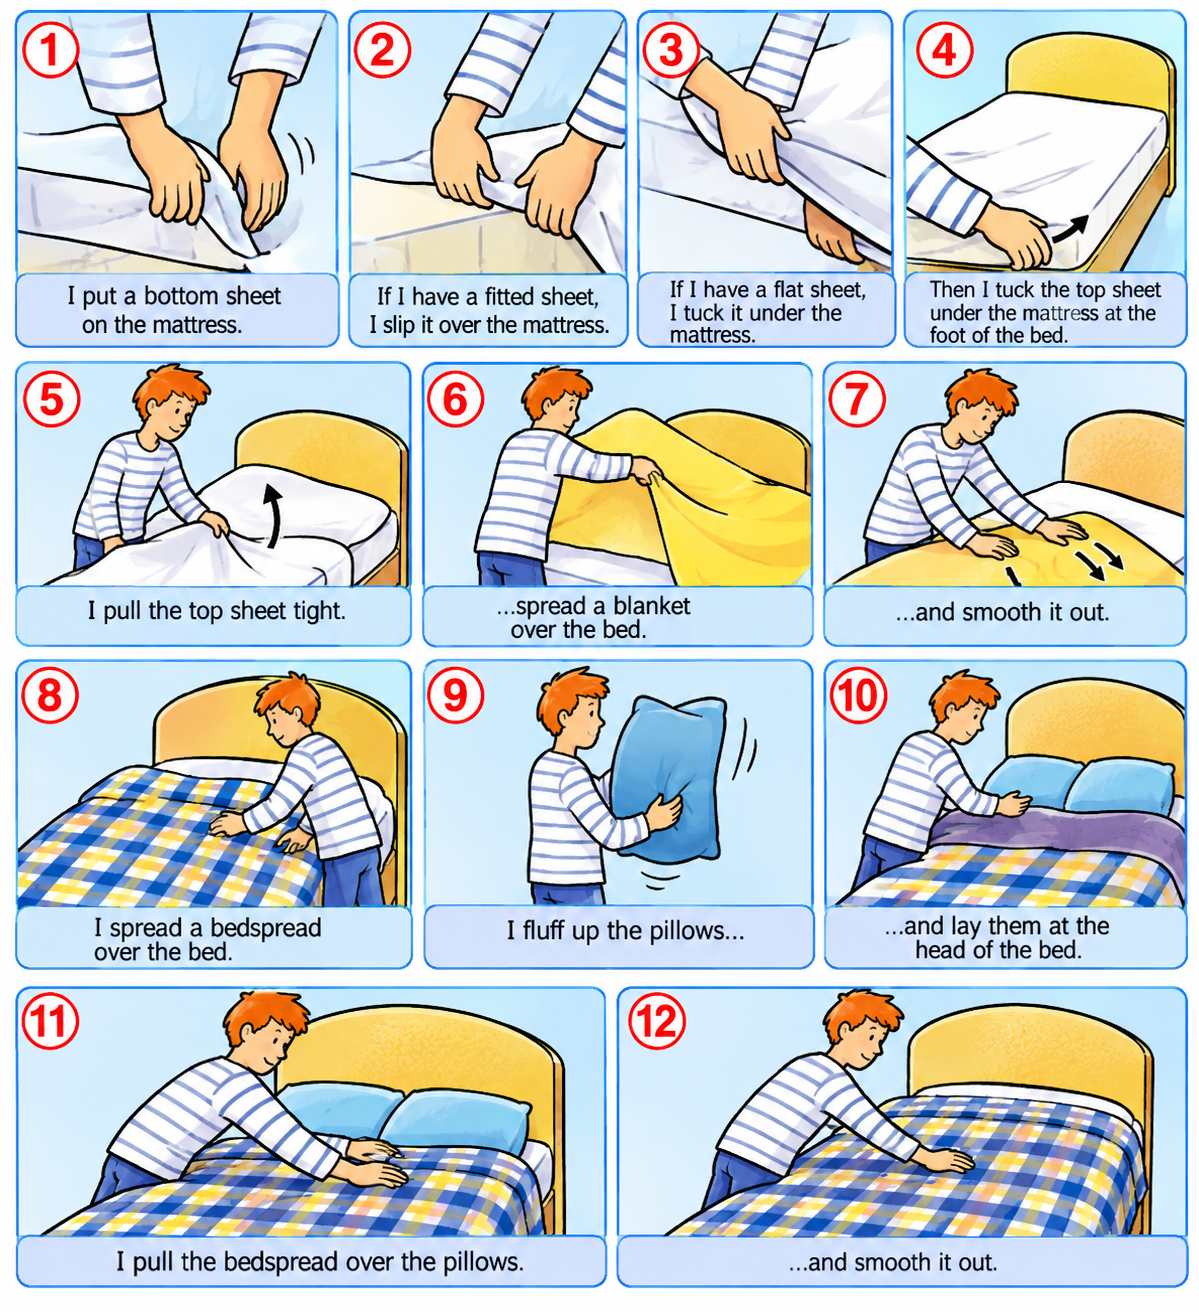 1
I put a bottom sheet
on the mattress.
2
If I have a fitted sheet,
I slip it over the mattress.
3
If I have a flat sheet,
I tuck it under the
mattress.
4
Then I tuck the top sheet
under the mattress at the
foot of the bed.
5
I pull the top sheet tight.
6
...spread a blanket
over the bed.
7
...and smooth it out.
8
I spread a bedspread
over the bed.
9
I fluff up the pillows...
10
...and lay them at the
head of the bed.
11
I pull the bedspread over the pillows.
12
...and smooth it out.